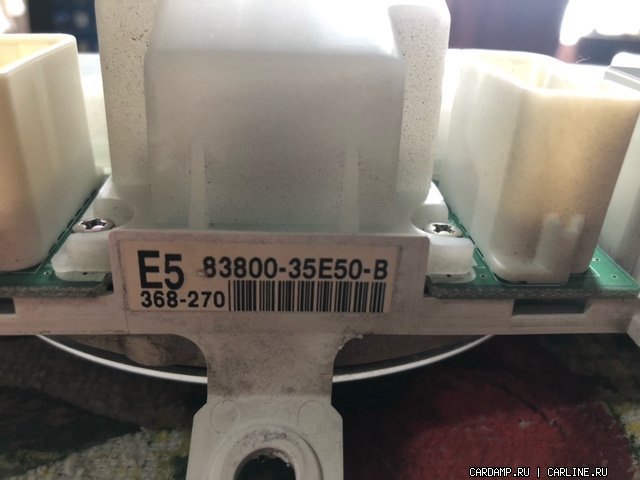 E5 83800-35E50-B
368-270
CARDAMP.RU | CARLINE.RU